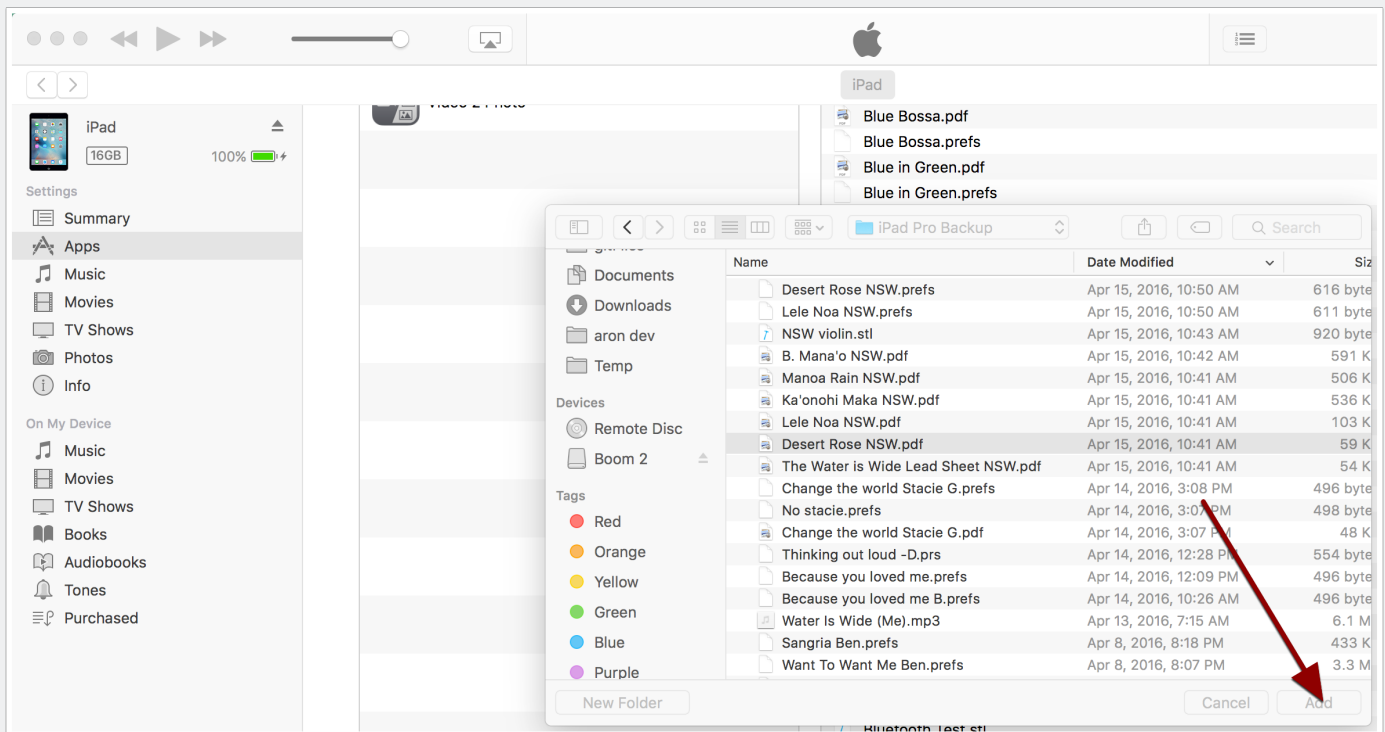 iPad
iPad
16GB
100%
Settings
Summary
Apps
Music
Movies
TV Shows
Photos
Info
On My Device
Music
Movies
TV Shows
Books
Audiobooks
Tones
Purchased
Blue Bossa.pdf
Blue Bossa.prefs
Blue in Green.pdf
Blue in Green.prefs
iPad Pro Backup
Search
Documents
Downloads
aron dev
Temp
Devices
Remote Disc
Boom 2
Tags
Red
Orange
Yellow
Green
Blue
Purple
Name Date Modified Siz
Desert Rose NSW.prefs Apr 15, 2016, 10:50 AM 616 byte
Lele Noa NSW.prefs Apr 15, 2016, 10:50 AM 611 byte
NSW violin.stl Apr 15, 2016, 10:43 AM 920 byte
B. Mana'o NSW.pdf Apr 15, 2016, 10:42 AM 591 K
Manoa Rain NSW.pdf Apr 15, 2016, 10:41 AM 506 K
Ka'onohi Maka NSW.pdf Apr 15, 2016, 10:41 AM 536 K
Lele Noa NSW.pdf Apr 15, 2016, 10:41 AM 103 K
Desert Rose NSW.pdf Apr 15, 2016, 10:41 AM 59 K
The Water is Wide Lead Sheet NSW.pdf Apr 15, 2016, 10:41 AM 54 K
Change the world Stacie G.prefs Apr 14, 2016, 3:08 PM 496 byte
No stacie.prefs Apr 14, 2016, 3:07 PM 498 byte
Change the world Stacie G.pdf Apr 14, 2016, 3:07 PM 48 K
Thinking out loud -D.prs Apr 14, 2016, 12:28 PM 554 byte
Because you loved me.prefs Apr 14, 2016, 12:09 PM 496 byte
Because you loved me B.prefs Apr 14, 2016, 10:26 AM 496 byte
Water Is Wide (Me).mp3 Apr 13, 2016, 7:15 AM 6.1 M
Sangria Ben.prefs Apr 8, 2016, 8:18 PM 433 K
Want To Want Me Ben.prefs Apr 8, 2016, 8:07 PM 3.3 M
New Folder Cancel Add
Bluetooth Test.stl